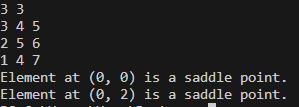 3 3
3 4 5
2 5 6
1 4 7
Element at (0, 0) is a saddle point.
Element at (0, 2) is a saddle point.